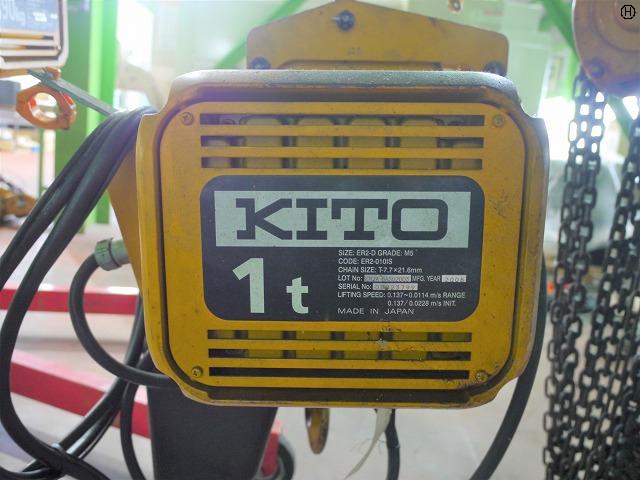 90kg
KITO
1t
SIZE: ER2-D GRADE: M5
CODE: ER2-010IS
CHAIN SIZE: T-7.7×21.6mm
LOT No: MFG. YEAR
SERIAL No:
LIFTING SPEED: 0.137~0.0114 m/s RANGE
0.137/ 0.0228 m/s INIT.
MADE IN JAPAN
H